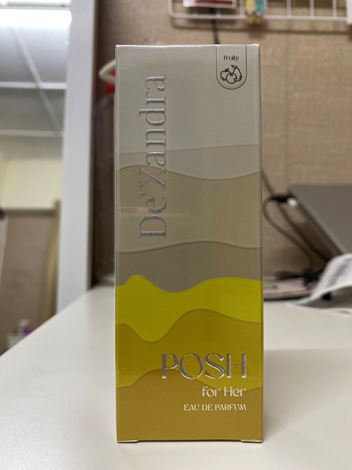 fruity
De'Xandra
POSH
for Her
EAU DE PARFUM